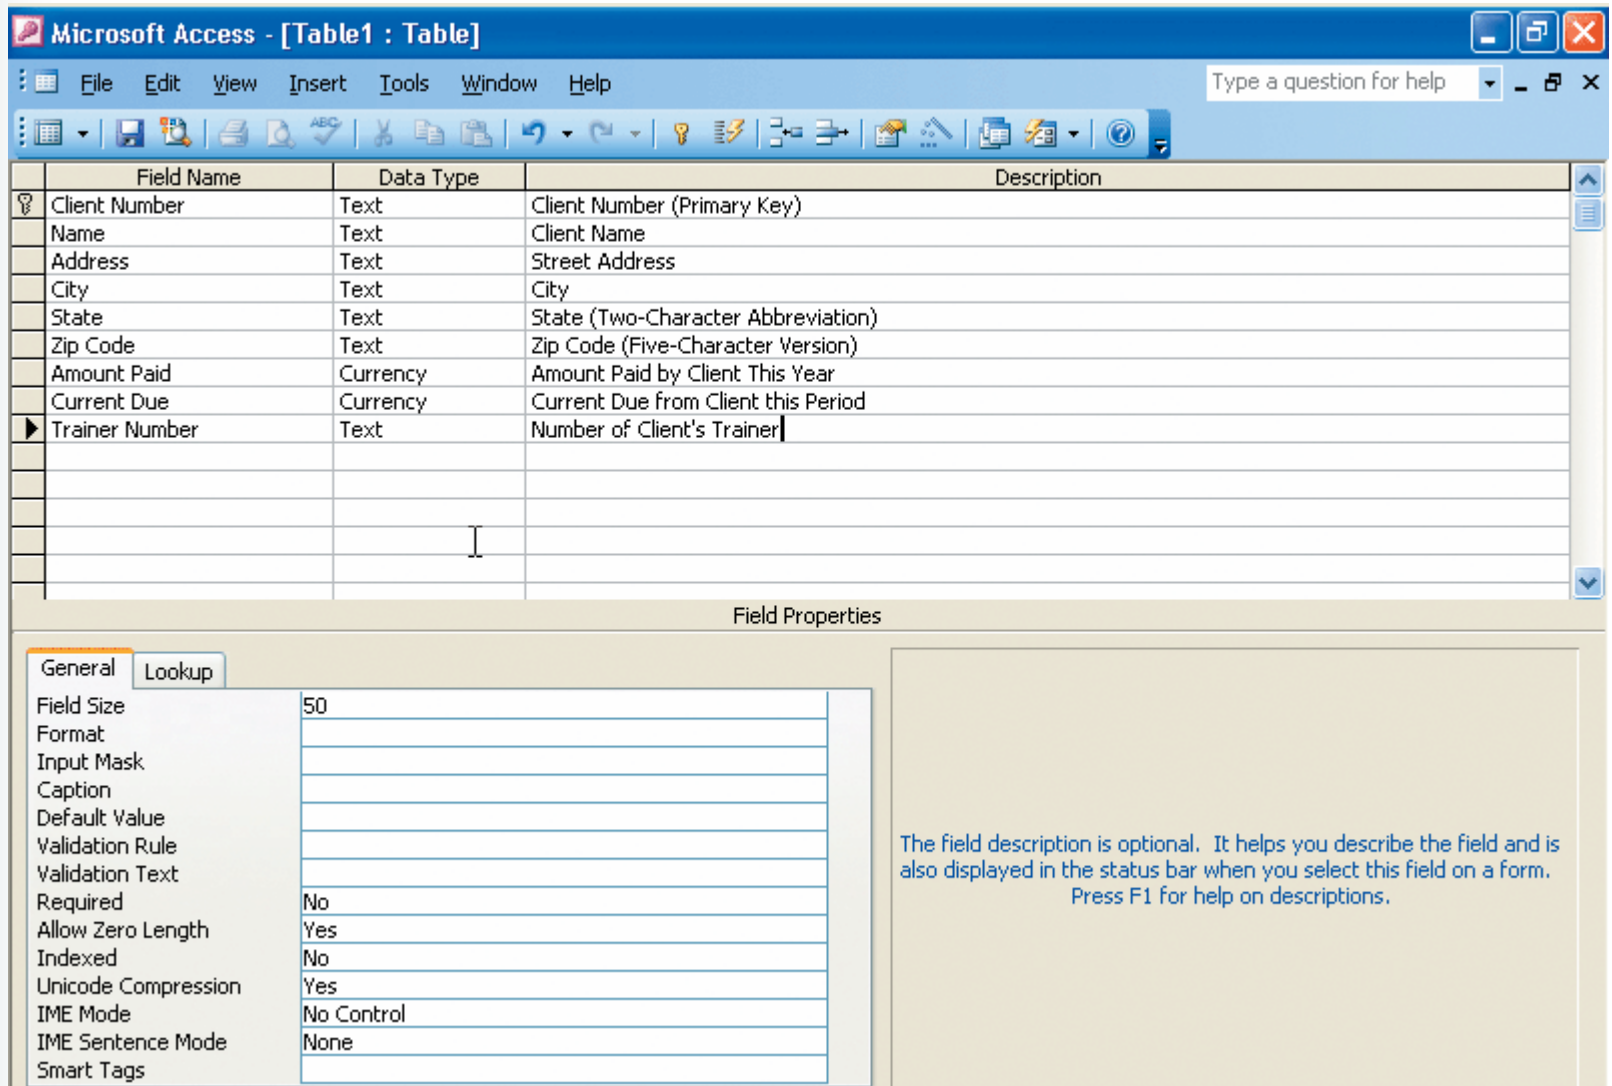 Microsoft Access - [Table1 : Table]
File Edit View Insert Tools Window Help Type a question for help
ABC
Field Name Data Type Description
Client Number Text Client Number (Primary Key)
Name Text Client Name
Address Text Street Address
City Text City
State Text State (Two-Character Abbreviation)
Zip Code Text Zip Code (Five-Character Version)
Amount Paid Currency Amount Paid by Client This Year
Current Due Currency Current Due from Client this Period
Trainer Number Text Number of Client's Trainer
Field Properties
General Lookup
Field Size 50
Format
Input Mask
Caption
Default Value
Validation Rule
Validation Text
Required No
Allow Zero Length Yes
Indexed No
Unicode Compression Yes
IME Mode No Control
IME Sentence Mode None
Smart Tags
The field description is optional. It helps you describe the field and is
also displayed in the status bar when you select this field on a form.
Press F1 for help on descriptions.